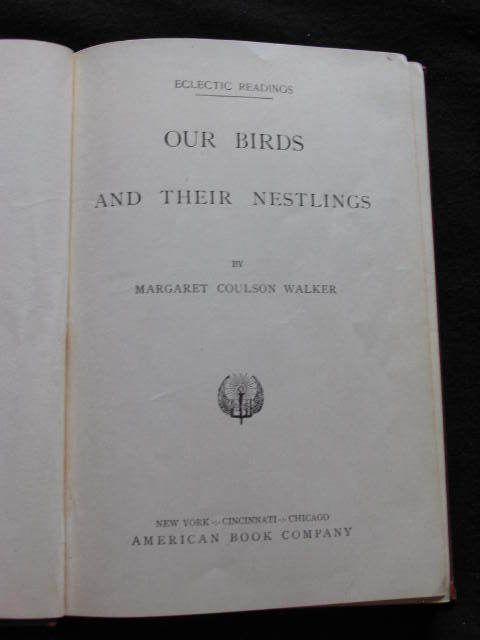 ECLECTIC READINGS
OUR BIRDS
AND THEIR NESTLINGS
BY
MARGARET COULSON WALKER
NEW YORK -:- CINCINNATI -:- CHICAGO
AMERICAN BOOK COMPANY